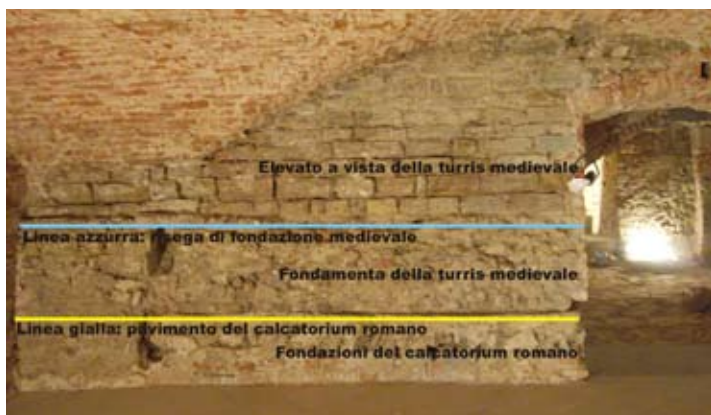 Elevato a vista della turris medievale
Linea azzurra: risega di fondazione medievale
Fondamenta della turris medievale
Linea gialla: pavimento del calcatorium romano
Fondazioni del calcatorium romano